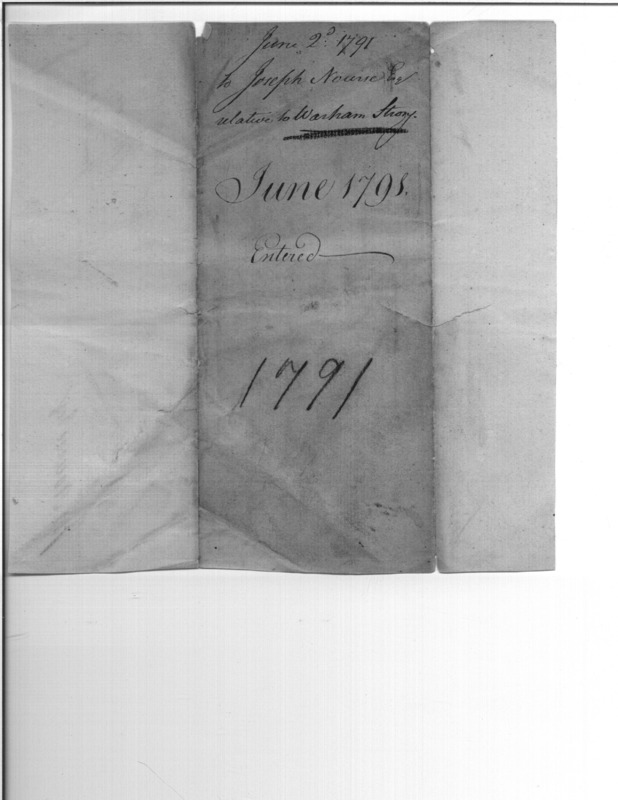 June 2d 1791
to Joseph Nourse Esq
relative to Warham Strong.
June 1791.
Entered
1791